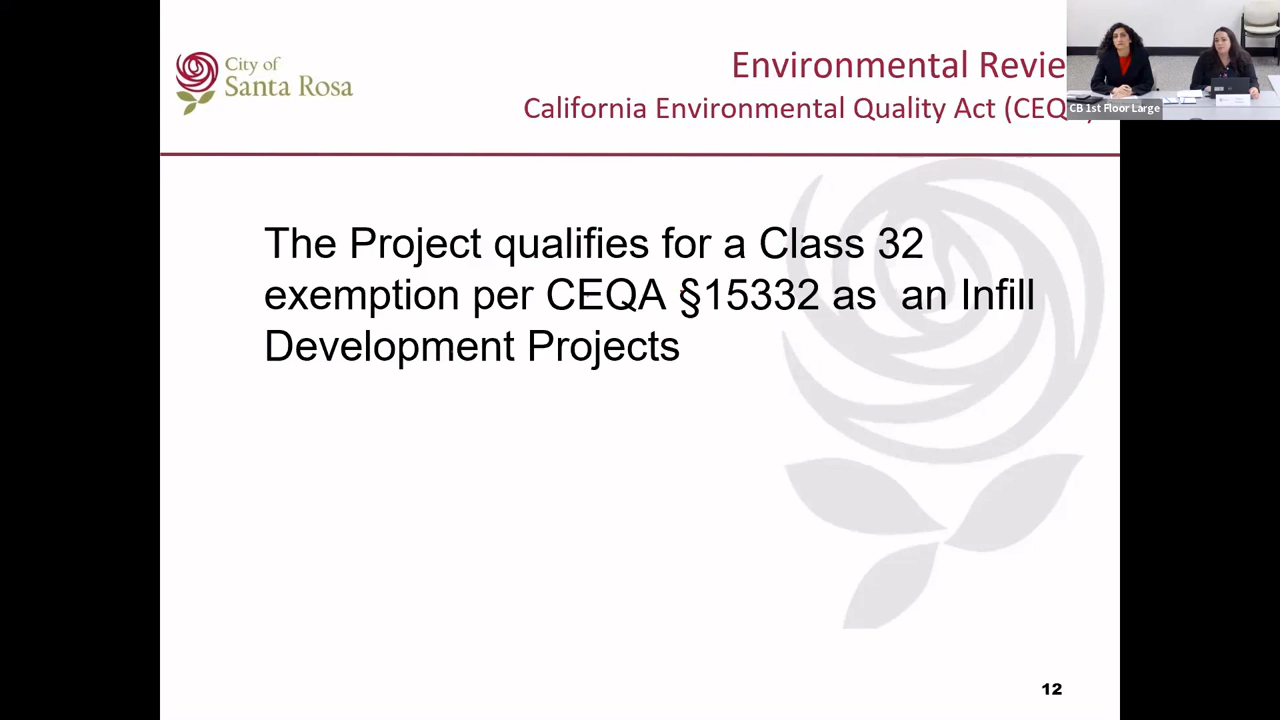 City of
Santa Rosa
Environmental Revie
California Environmental Quality Act (CEQ
CB 1st Floor Large
The Project qualifies for a Class 32
exemption per CEQA §15332 as  an Infill
Development Projects
12